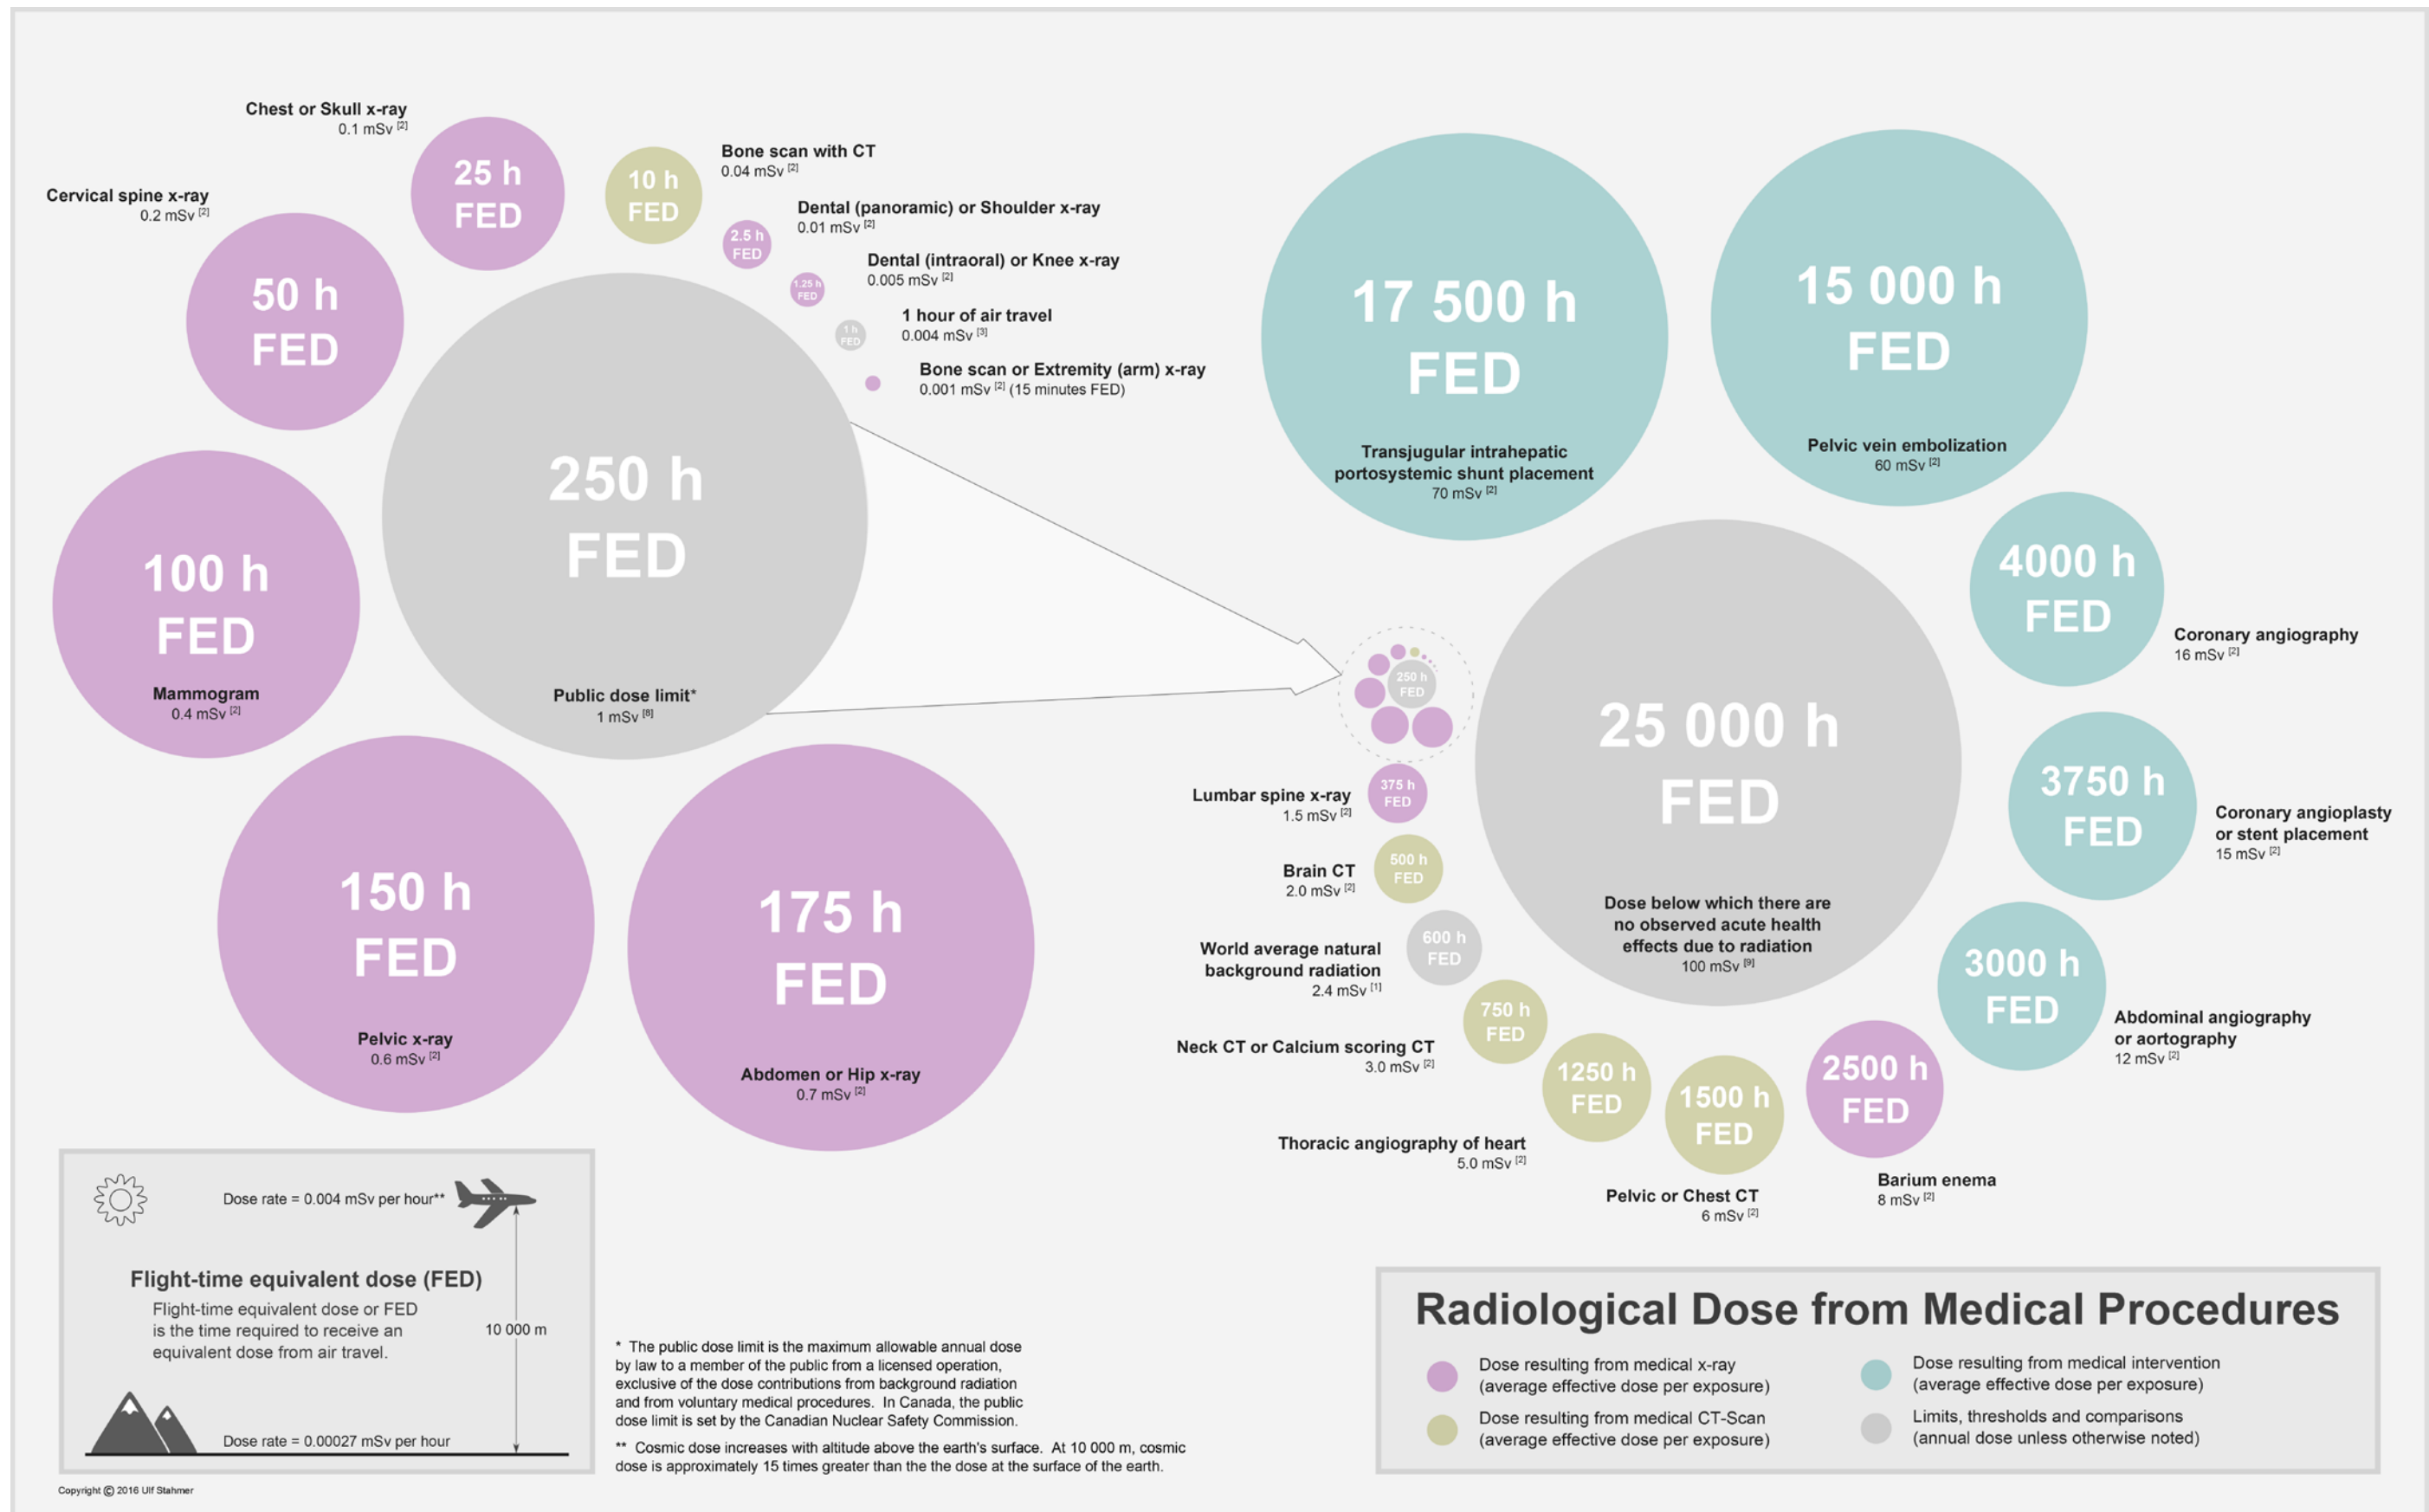 Chest or Skull x-ray
0.1 mSv [2]
25 h
FED
10 h
FED
Bone scan with CT
0.04 mSv [2]
Cervical spine x-ray
0.2 mSv [2]
50 h
FED
2.5 h
FED
Dental (panoramic) or Shoulder x-ray
0.01 mSv [2]
1.25 h
FED
Dental (intraoral) or Knee x-ray
0.005 mSv [2]
1 h
FED
1 hour of air travel
0.004 mSv [3]
Bone scan or Extremity (arm) x-ray
0.001 mSv [2] (15 minutes FED)
250 h
FED
Public dose limit*
1 mSv [8]
100 h
FED
Mammogram
0.4 mSv [2]
150 h
FED
Pelvic x-ray
0.6 mSv [2]
175 h
FED
Abdomen or Hip x-ray
0.7 mSv [2]
17 500 h
FED
Transjugular intrahepatic
portosystemic shunt placement
70 mSv [2]
15 000 h
FED
Pelvic vein embolization
60 mSv [2]
4000 h
FED
Coronary angiography
16 mSv [2]
3750 h
FED
Coronary angioplasty
or stent placement
15 mSv [2]
3000 h
FED
Abdominal angiography
or aortography
12 mSv [2]
2500 h
FED
Barium enema
8 mSv [2]
1500 h
FED
Pelvic or Chest CT
6 mSv [2]
1250 h
FED
Thoracic angiography of heart
5.0 mSv [2]
750 h
FED
Neck CT or Calcium scoring CT
3.0 mSv [2]
600 h
FED
World average natural
background radiation
2.4 mSv [1]
500 h
FED
Brain CT
2.0 mSv [2]
375 h
FED
Lumbar spine x-ray
1.5 mSv [2]
250 h
FED
25 000 h
FED
Dose below which there are
no observed acute health
effects due to radiation
100 mSv [9]
Dose rate = 0.004 mSv per hour**
Flight-time equivalent dose (FED)
Flight-time equivalent dose or FED
is the time required to receive an
equivalent dose from air travel.
10 000 m
Dose rate = 0.00027 mSv per hour
Copyright © 2016 Ulf Stahmer
* The public dose limit is the maximum allowable annual dose
by law to a member of the public from a licensed operation,
exclusive of the dose contributions from background radiation
and from voluntary medical procedures. In Canada, the public
dose limit is set by the Canadian Nuclear Safety Commission.
** Cosmic dose increases with altitude above the earth's surface. At 10 000 m, cosmic
dose is approximately 15 times greater than the the dose at the surface of the earth.
Radiological Dose from Medical Procedures
Dose resulting from medical x-ray
(average effective dose per exposure)
Dose resulting from medical CT-Scan
(average effective dose per exposure)
Dose resulting from medical intervention
(average effective dose per exposure)
Limits, thresholds and comparisons
(annual dose unless otherwise noted)